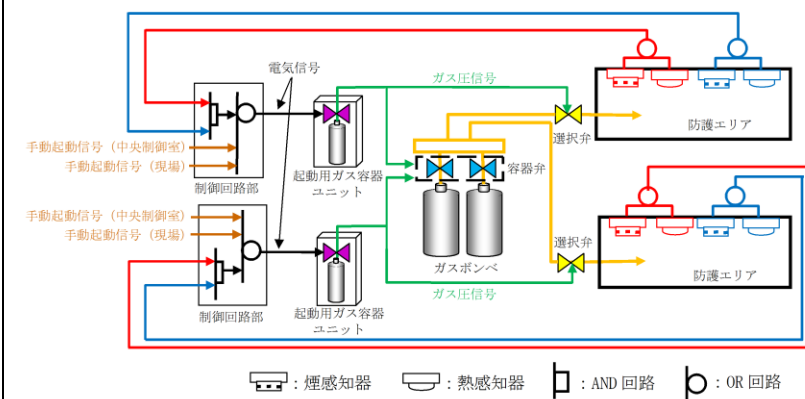 電気信号
ガス圧信号
防護エリア
選択弁
手動起動信号（中央制御室）
手動起動信号（現場）
制御回路部
起動用ガス容器
ユニット
容器弁
手動起動信号（中央制御室）
手動起動信号（現場）
選択弁
ガスボンベ
防護エリア
ガス圧信号
制御回路部
起動用ガス容器
ユニット
：煙感知器 ：熱感知器 ：AND 回路 ：OR 回路